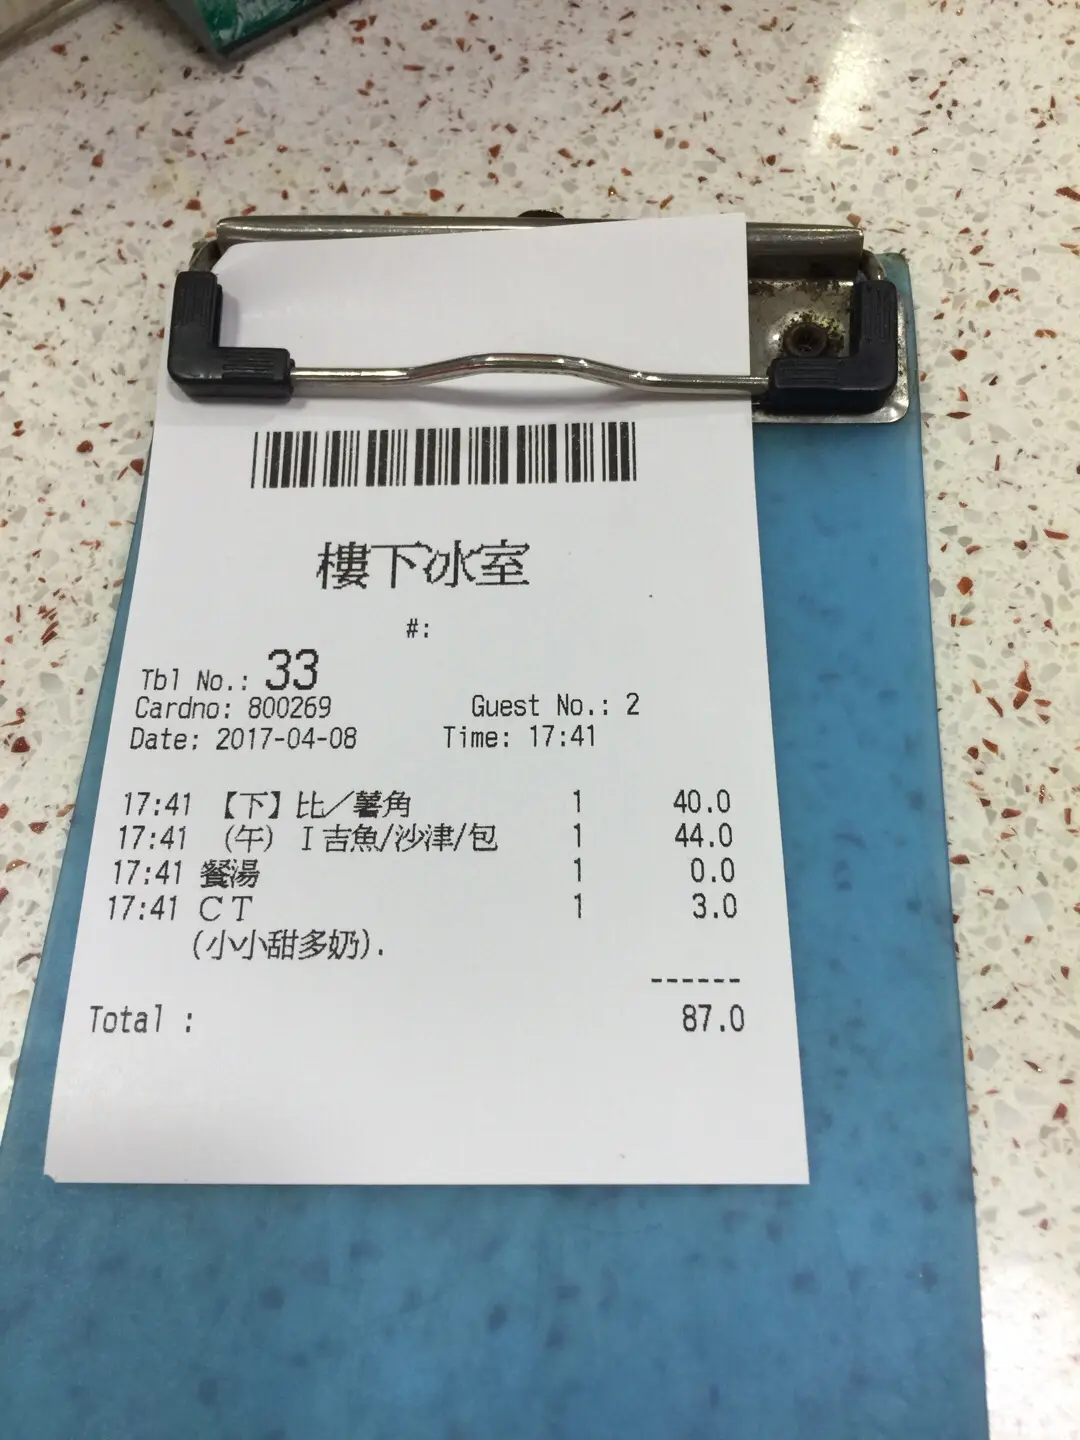 樓下冰室
#:
Tbl No.: 33
Cardno: 800269 Guest No.: 2
Date: 2017-04-08 Time: 17:41
17:41 【下】比／薯角 1 40.0
17:41 （午）Ｉ吉魚/沙津/包 1 44.0
17:41 餐湯 1 0.0
17:41 ＣＴ 1 3.0
(小小甜多奶).
------
Total : 87.0